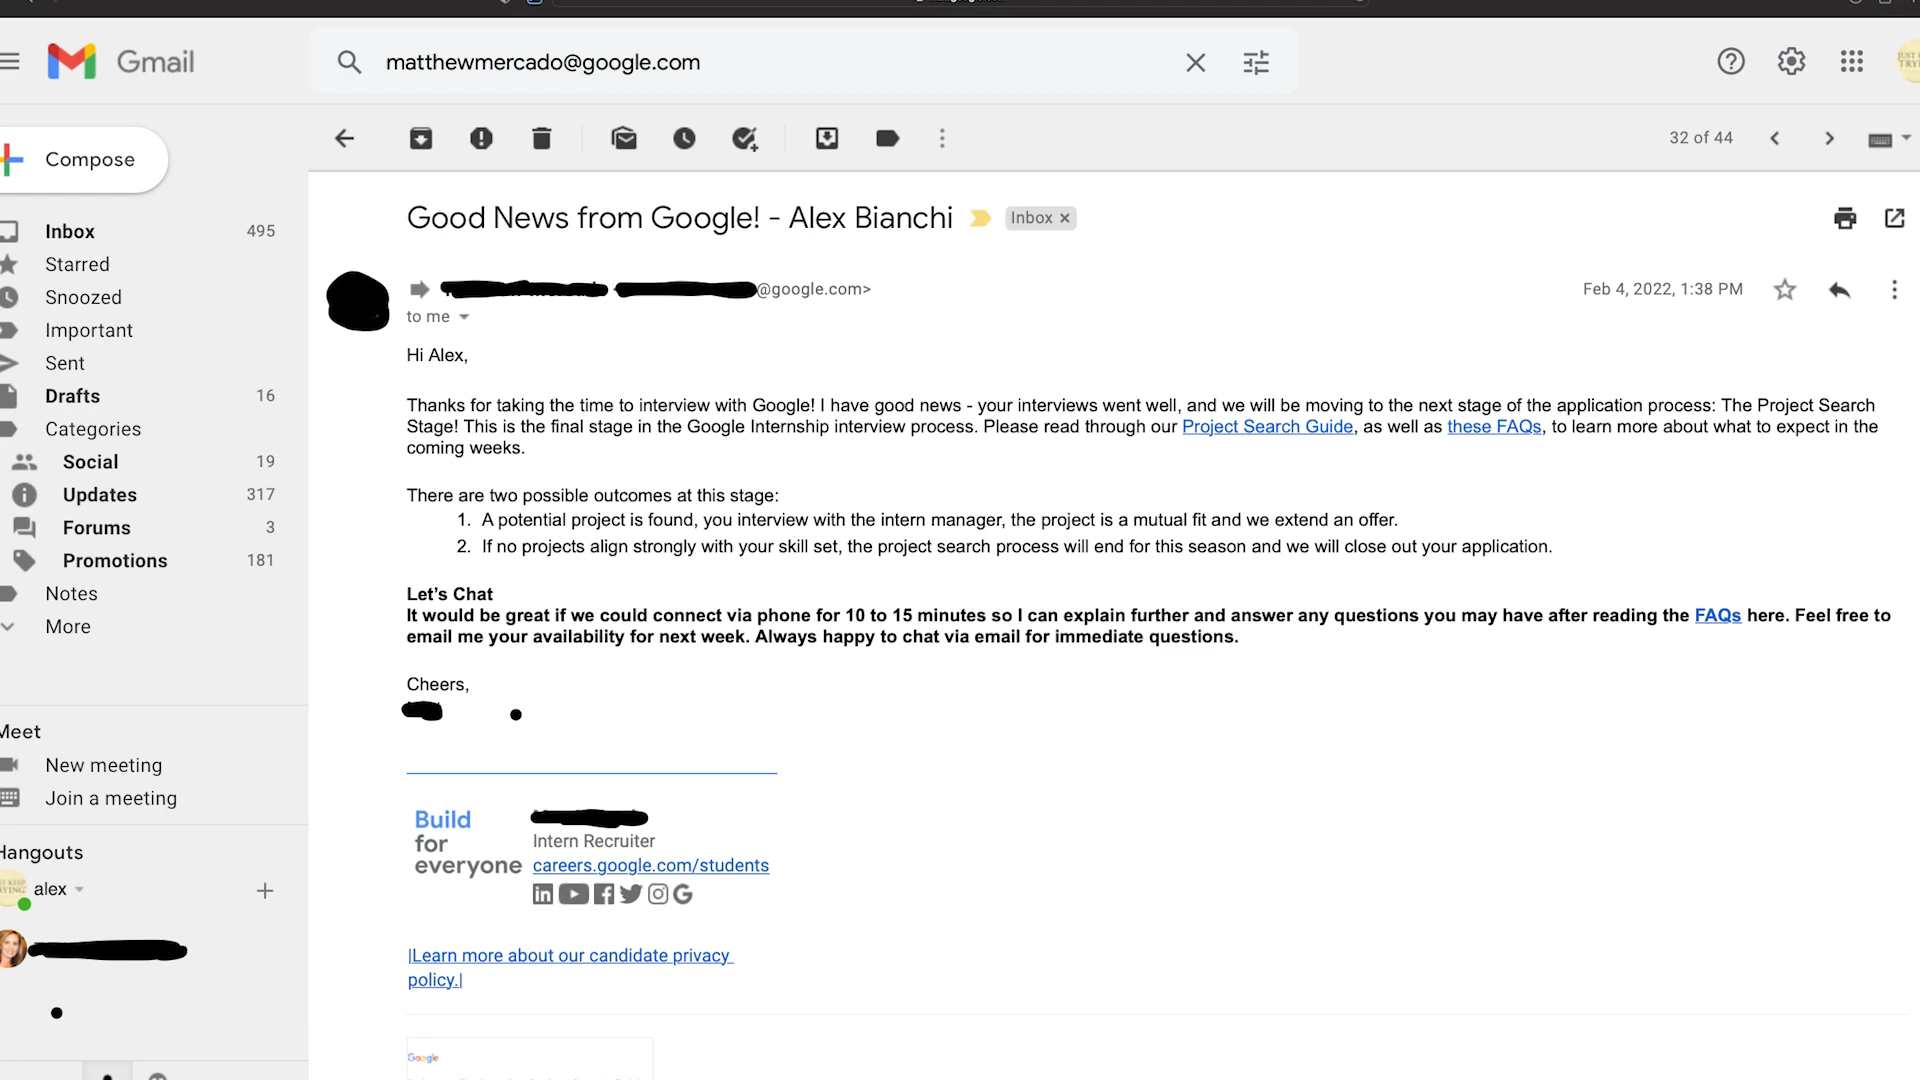 Gmail
matthewmercado@google.com
Compose
32 of 44
Inbox 495
Starred
Snoozed
Important
Sent
Drafts 16
Categories
Social 19
Updates 317
Forums 3
Promotions 181
Notes
More
Meet
New meeting
Join a meeting
Hangouts
alex
Good News from Google! - Alex Bianchi Inbox x
@google.com>
Feb 4, 2022, 1:38 PM
to me
Hi Alex,
Thanks for taking the time to interview with Google! I have good news - your interviews went well, and we will be moving to the next stage of the application process: The Project Search
Stage! This is the final stage in the Google Internship interview process. Please read through our Project Search Guide, as well as these FAQs, to learn more about what to expect in the
coming weeks.
There are two possible outcomes at this stage:
1. A potential project is found, you interview with the intern manager, the project is a mutual fit and we extend an offer.
2. If no projects align strongly with your skill set, the project search process will end for this season and we will close out your application.
Let’s Chat
It would be great if we could connect via phone for 10 to 15 minutes so I can explain further and answer any questions you may have after reading the FAQs here. Feel free to
email me your availability for next week. Always happy to chat via email for immediate questions.
Cheers,
Build
for
everyone
Intern Recruiter
careers.google.com/students
|Learn more about our candidate privacy
policy.|
Google